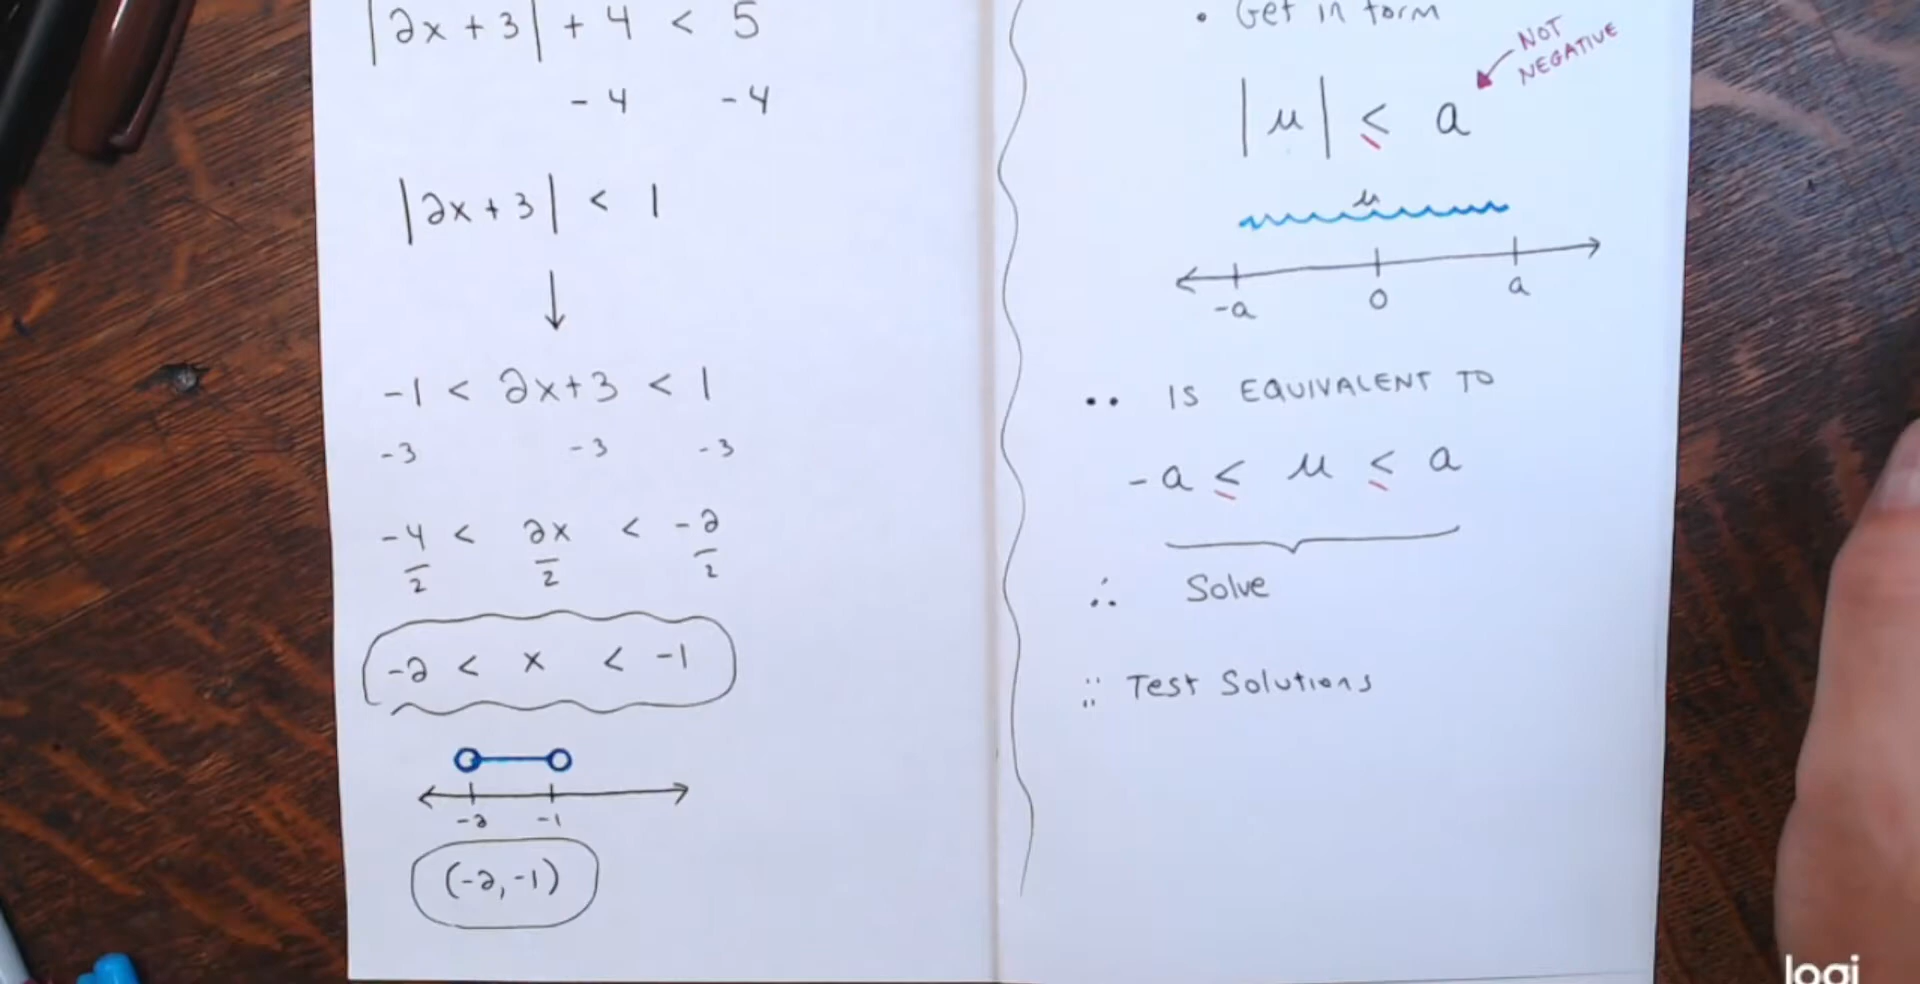 |2x + 3| + 4 < 5
- 4 - 4
|2x + 3| < 1
↓
-1 < 2x+3 < 1
-3 -3 -3
-4/2 < 2x/2 < -2/2
-2 < x < -1
-2 -1
(-2, -1)
• Get in form
NOT
NEGATIVE
|u| ≤ a
u
-a 0 a
•• IS EQUIVALENT TO
-a ≤ u ≤ a
∴ Solve
:: Test Solutions
logi